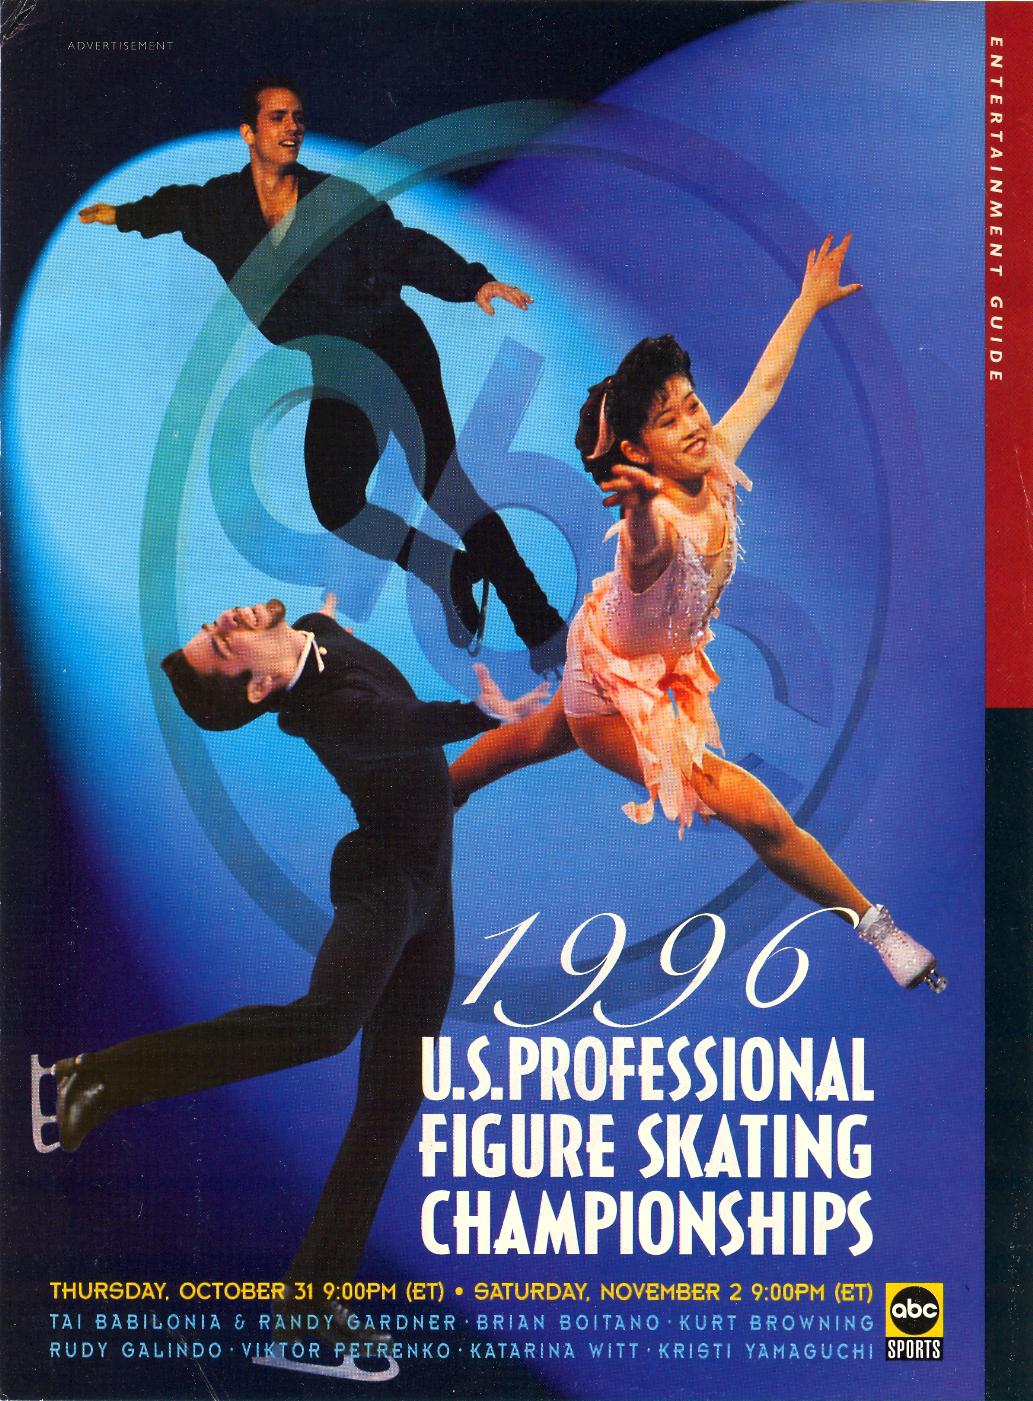 ADVERTISEMENT
ENTERTAINMENT GUIDE
1996
U.S. PROFESSIONAL
FIGURE SKATING
CHAMPIONSHIPS
THURSDAY, OCTOBER 31 9:00PM (ET) • SATURDAY, NOVEMBER 2 9:00PM (ET)
TAI BABILONIA & RANDY GARDNER · BRIAN BOITANO · KURT BROWNING
RUDY GALINDO · VIKTOR PETRENKO · KATARINA WITT · KRISTI YAMAGUCHI
abc
SPORTS